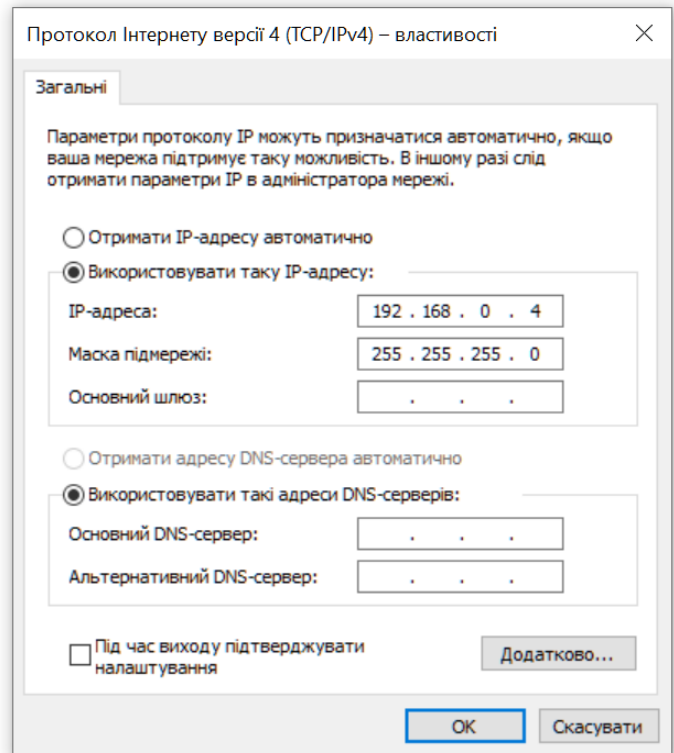 Протокол Інтернету версії 4 (TCP/IPv4) – властивості
Загальні
Параметри протоколу IP можуть призначатися автоматично, якщо
ваша мережа підтримує таку можливість. В іншому разі слід
отримати параметри IP в адміністратора мережі.
Отримати IP-адресу автоматично
Використовувати таку IP-адресу:
IP-адреса: 192 . 168 . 0 . 4
Маска підмережі: 255 . 255 . 255 . 0
Основний шлюз: . . .
Отримати адресу DNS-сервера автоматично
Використовувати такі адреси DNS-серверів:
Основний DNS-сервер: . . .
Альтернативний DNS-сервер: . . .
Під час виходу підтверджувати
налаштування
Додатково...
OK Скасувати